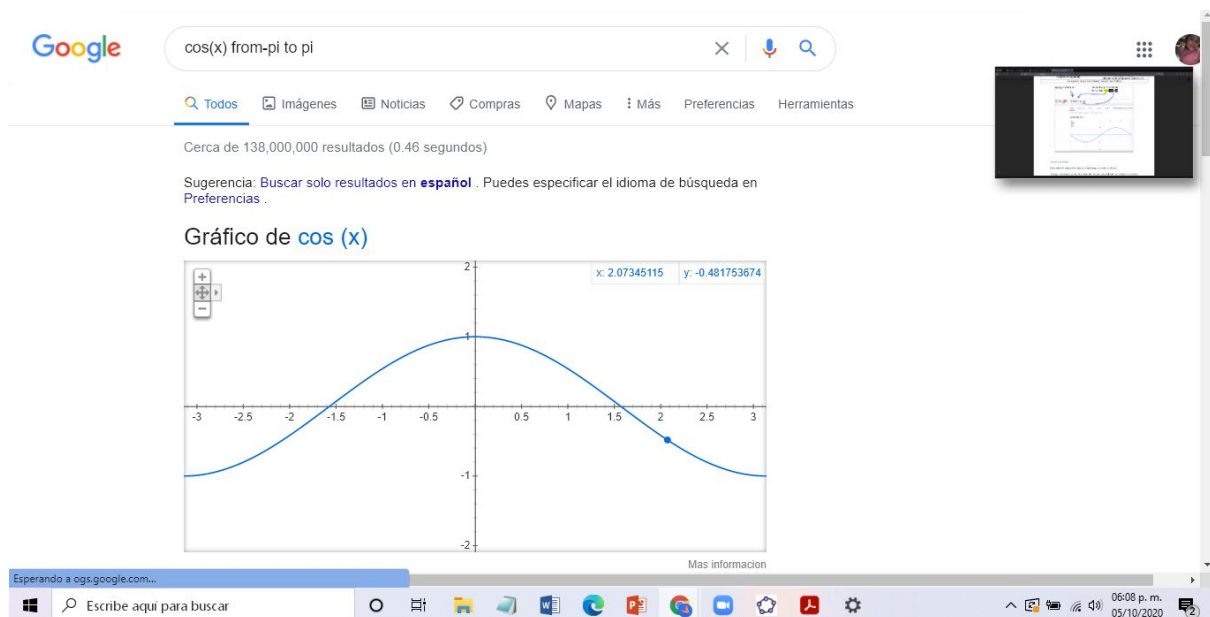 Google
cos(x) from-pi to pi
Todos Imágenes Noticias Compras Mapas Más Preferencias Herramientas
Cerca de 138,000,000 resultados (0.46 segundos)
Sugerencia: Buscar solo resultados en español . Puedes especificar el idioma de búsqueda en
Preferencias .
Gráfico de cos (x)
x: 2.07345115 y: -0.481753674
2
1
-3 -2.5 -2 -1.5 -1 -0.5 0.5 1 1.5 2 2.5 3
-1
-2
Mas informacion
Esperando a ogs.google.com...
Escribe aquí para buscar
06:08 p. m.
05/10/2020
2